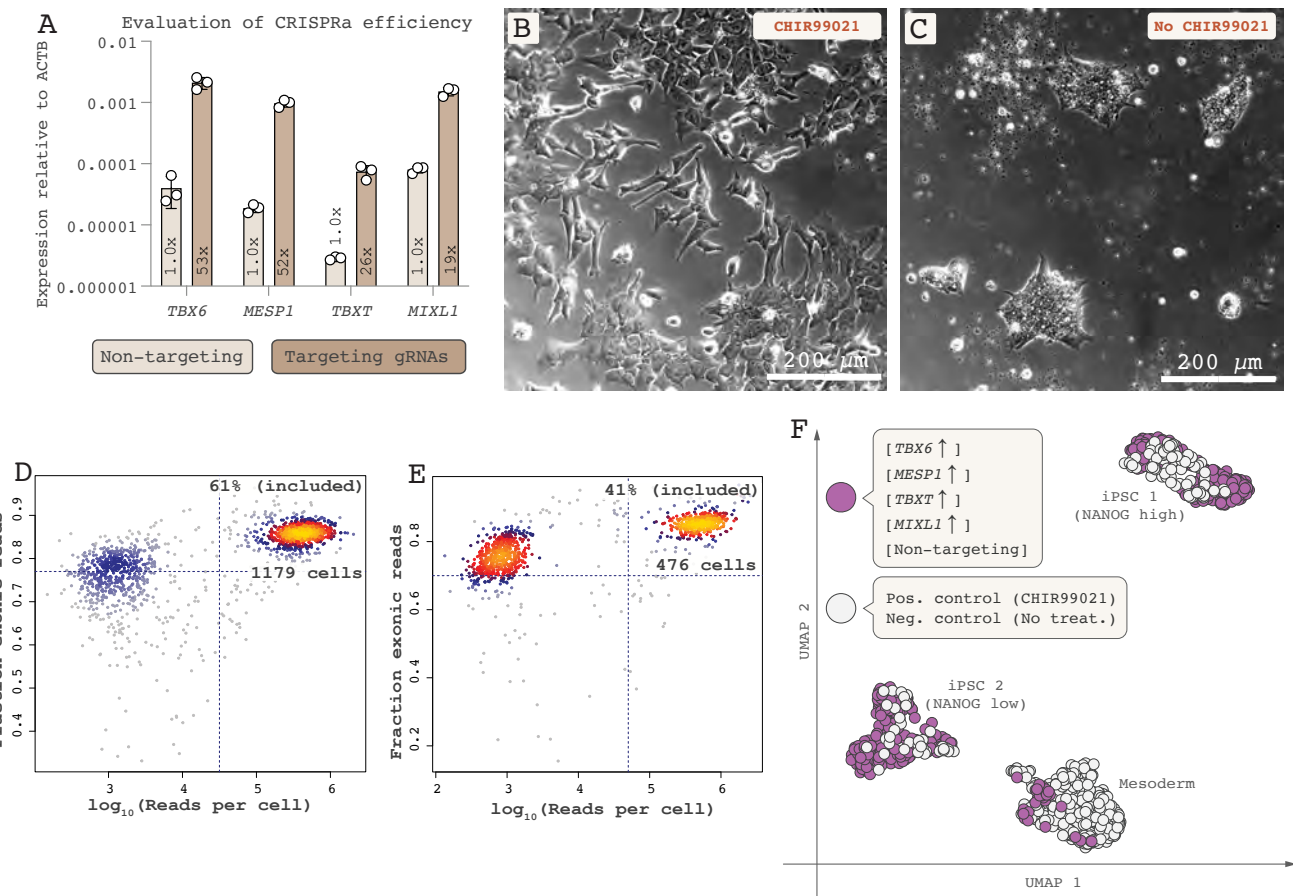 A
Evaluation of CRISPRa efficiency
Expression relative to ACTB
0.01
0.001
0.0001
0.00001
0.000001
1.0x
53x
1.0x
52x
1.0x
26x
1.0x
19x
TBX6
MESP1
TBXT
MIXL1
Non-targeting
Targeting gRNAs
B
CHIR99021
200 µm
C
No CHIR99021
200 µm
D
61% (included)
1179 cells
0.9
0.8
0.7
0.6
0.5
0.4
3
4
5
6
log10(Reads per cell)
E
41% (included)
476 cells
Fraction exonic reads
0.8
0.6
0.4
0.2
2
3
4
5
6
log10(Reads per cell)
F
[TBX6↑]
[MESP1↑]
[TBXT↑]
[MIXL1↑]
[Non-targeting]
Pos. control (CHIR99021)
Neg. control (No treat.)
iPSC 1
(NANOG high)
iPSC 2
(NANOG low)
Mesoderm
UMAP 2
UMAP 1